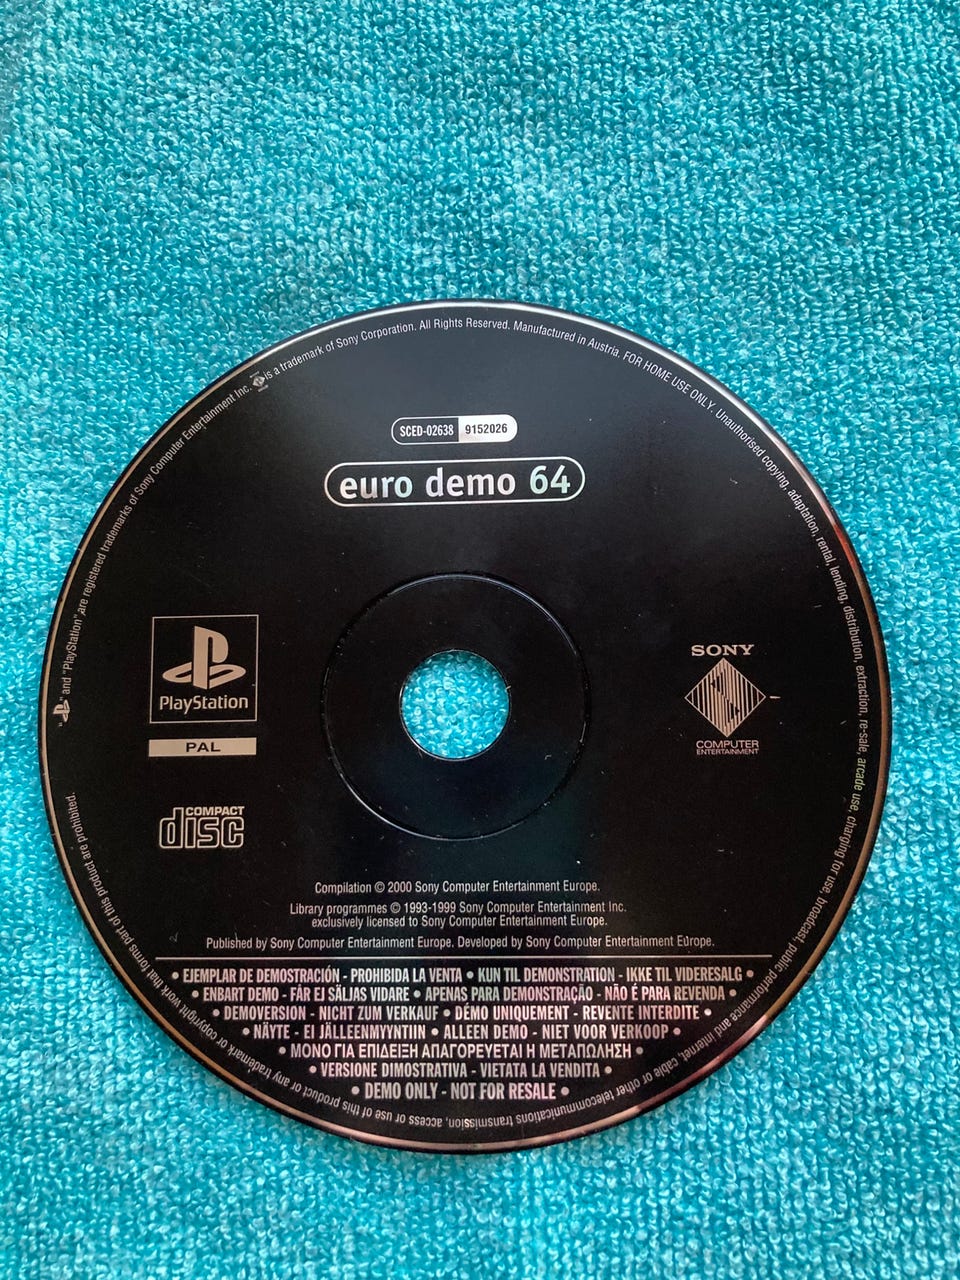 " and "PlayStation" are registered trademarks of Sony Computer Entertainment Inc. is a trademark of Sony Corporation. All Rights Reserved. Manufactured in Austria. FOR HOME USE ONLY. Unauthorised copying, adaptation, rental, lending, distribution, extraction, re-sale, arcade use, charging for use, broadcast, public performance and internet, cable or other telecommunications transmission, access or use of this product or any trademark or copyright work that forms part of this product are prohibited.
SCED-02638 9152026
euro demo 64
PlayStation
PAL
COMPACT
disc
SONY
COMPUTER
ENTERTAINMENT
Compilation © 2000 Sony Computer Entertainment Europe.
Library programmes © 1993-1999 Sony Computer Entertainment Inc.
exclusively licensed to Sony Computer Entertainment Europe.
Published by Sony Computer Entertainment Europe. Developed by Sony Computer Entertainment Europe.
• EJEMPLAR DE DEMOSTRACIÓN - PROHIBIDA LA VENTA • KUN TIL DEMONSTRATION - IKKE TIL VIDERESALG •
• ENBART DEMO - FÅR EJ SÄLJAS VIDARE • APENAS PARA DEMONSTRAÇÃO - NÃO É PARA REVENDA •
• DEMOVERSION - NICHT ZUM VERKAUF • DÉMO UNIQUEMENT - REVENTE INTERDITE •
• NÄYTE - EI JÄLLEENMYYNTIIN • ALLEEN DEMO - NIET VOOR VERKOOP •
• ΜΟΝΟ ΓΙΑ ΕΠΙΔΕΙΞΗ ΑΠΑΓΟΡΕΥΕΤΑΙ Η ΜΕΤΑΠΩΛΗΣΗ •
• VERSIONE DIMOSTRATIVA - VIETATA LA VENDITA •
• DEMO ONLY - NOT FOR RESALE •